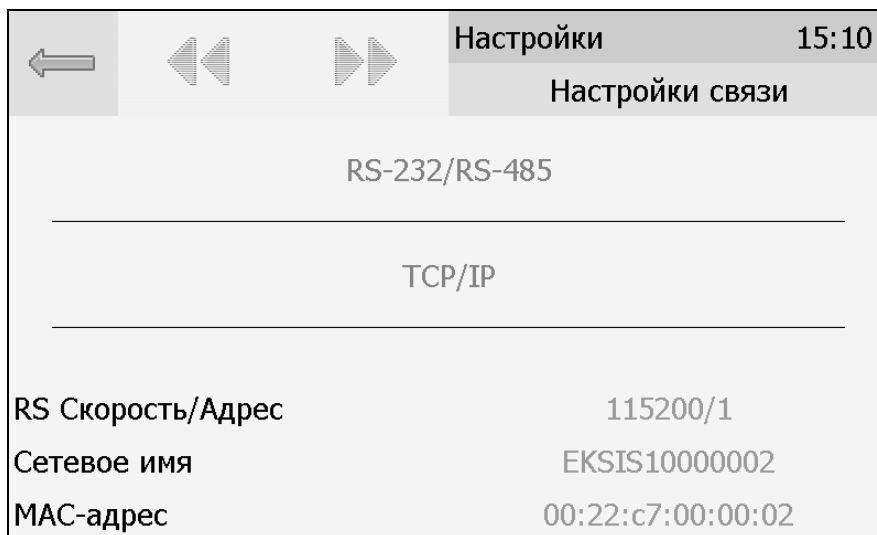 Настройки 15:10
Настройки связи
RS-232/RS-485
TCP/IP
RS Скорость/Адрес 115200/1
Сетевое имя EKSIS10000002
MAC-адрес 00:22:c7:00:00:02